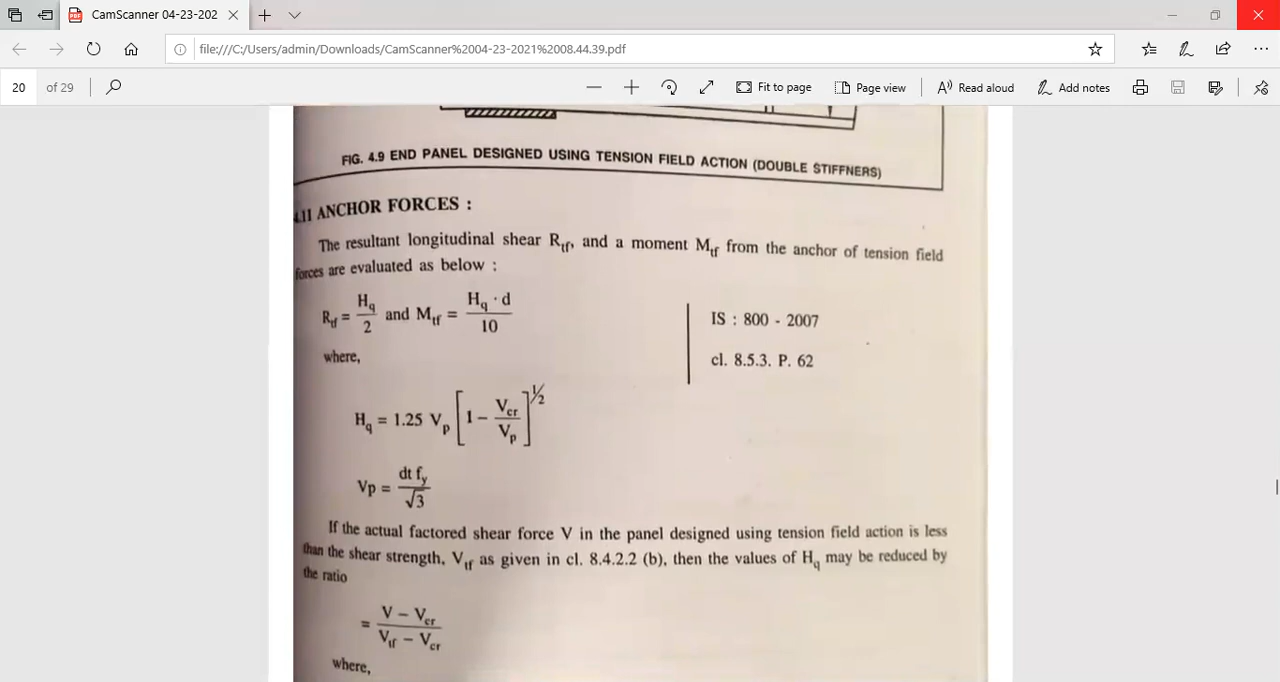 CamScanner 04-23-202
file:///C:/Users/admin/Downloads/CamScanner%2004-23-2021%2008.44.39.pdf
20 of 29 Fit to page Page view Read aloud Add notes
FIG. 4.9 END PANEL DESIGNED USING TENSION FIELD ACTION (DOUBLE STIFFNERS)
4.11 ANCHOR FORCES :
The resultant longitudinal shear R_tf, and a moment M_tf from the anchor of tension field
forces are evaluated as below :
R_tf = H_q / 2 and M_tf = H_q · d / 10
IS : 800 - 2007
cl. 8.5.3. P. 62
where,
H_q = 1.25 V_p [1 - V_cr / V_p]^1/2
Vp = dt f_y / √3
If the actual factored shear force V in the panel designed using tension field action is less
than the shear strength, V_tf as given in cl. 8.4.2.2 (b), then the values of H_q may be reduced by
the ratio
= V - V_cr / V_tf - V_cr
where,